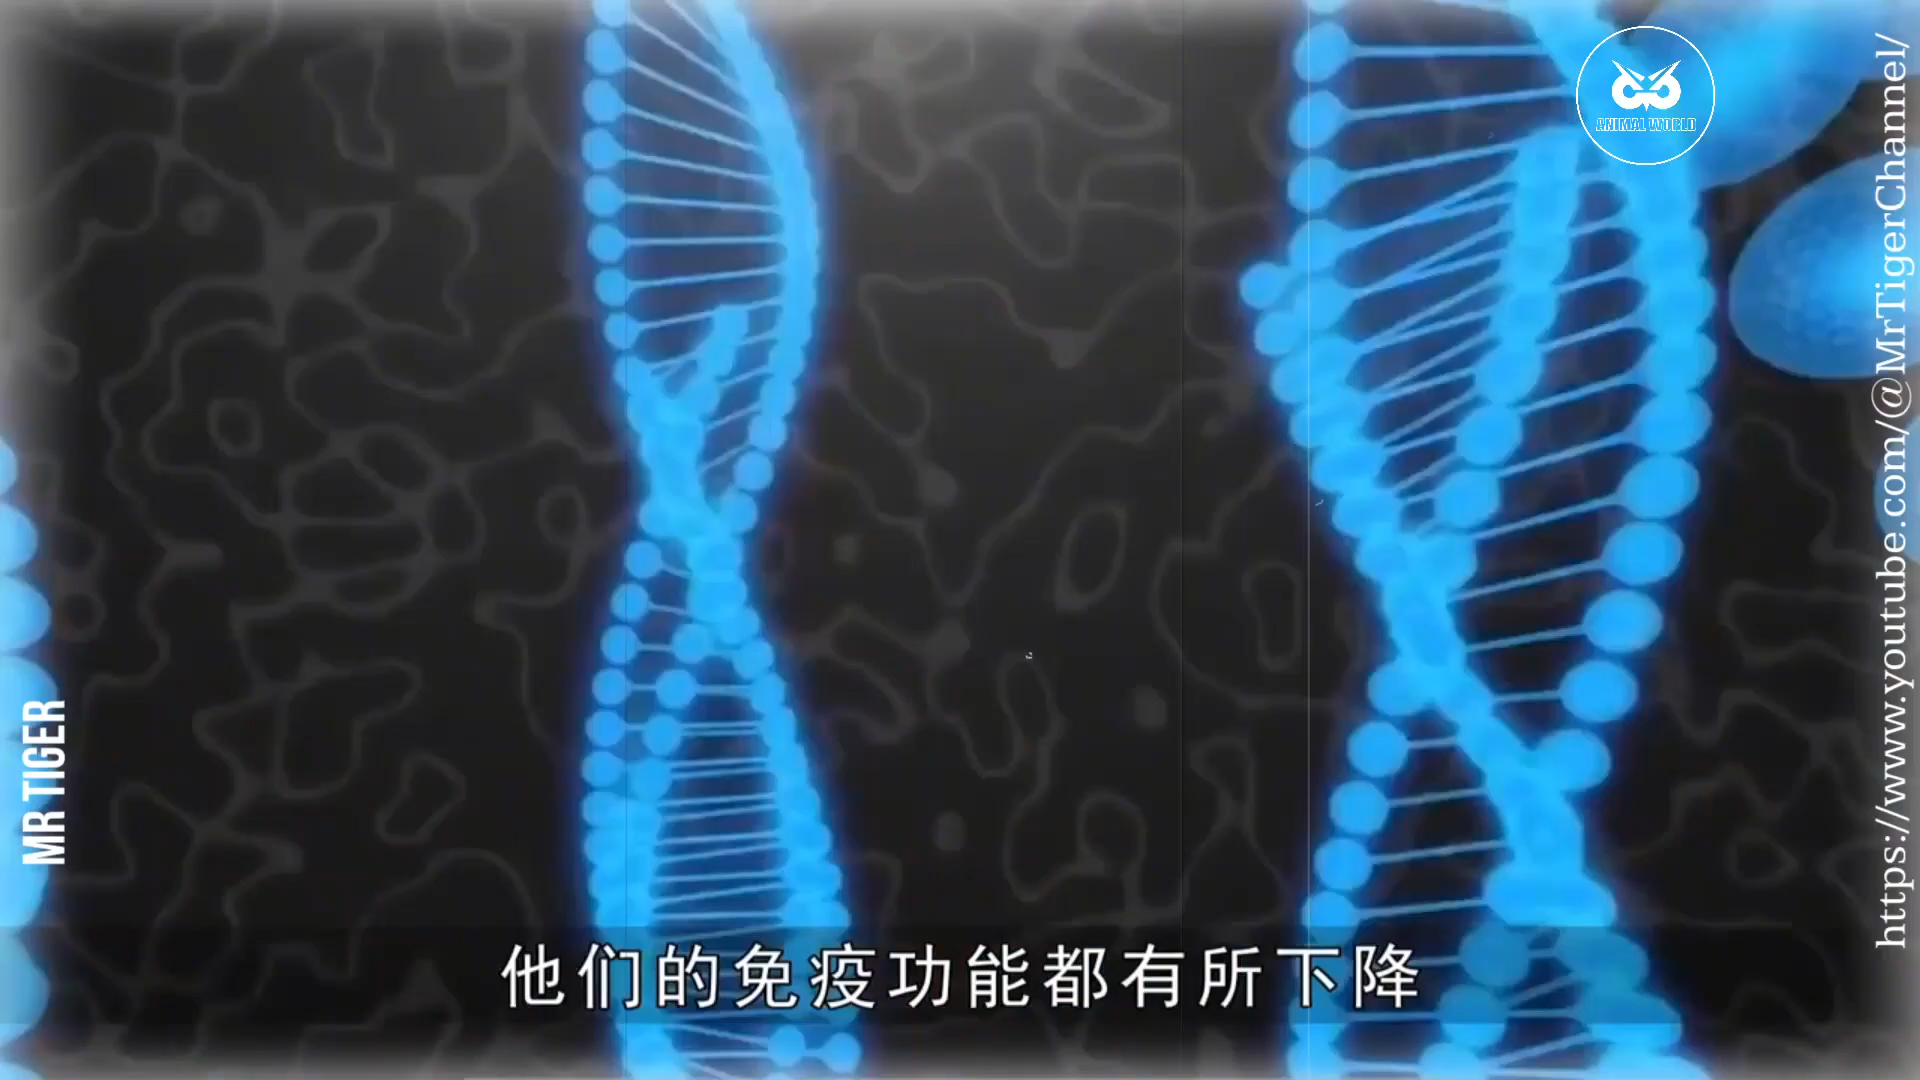 ANIMAL WORLD
https://www.youtube.com/@MrTigerChannel/
MR TIGER
他们的免疫功能都有所下降